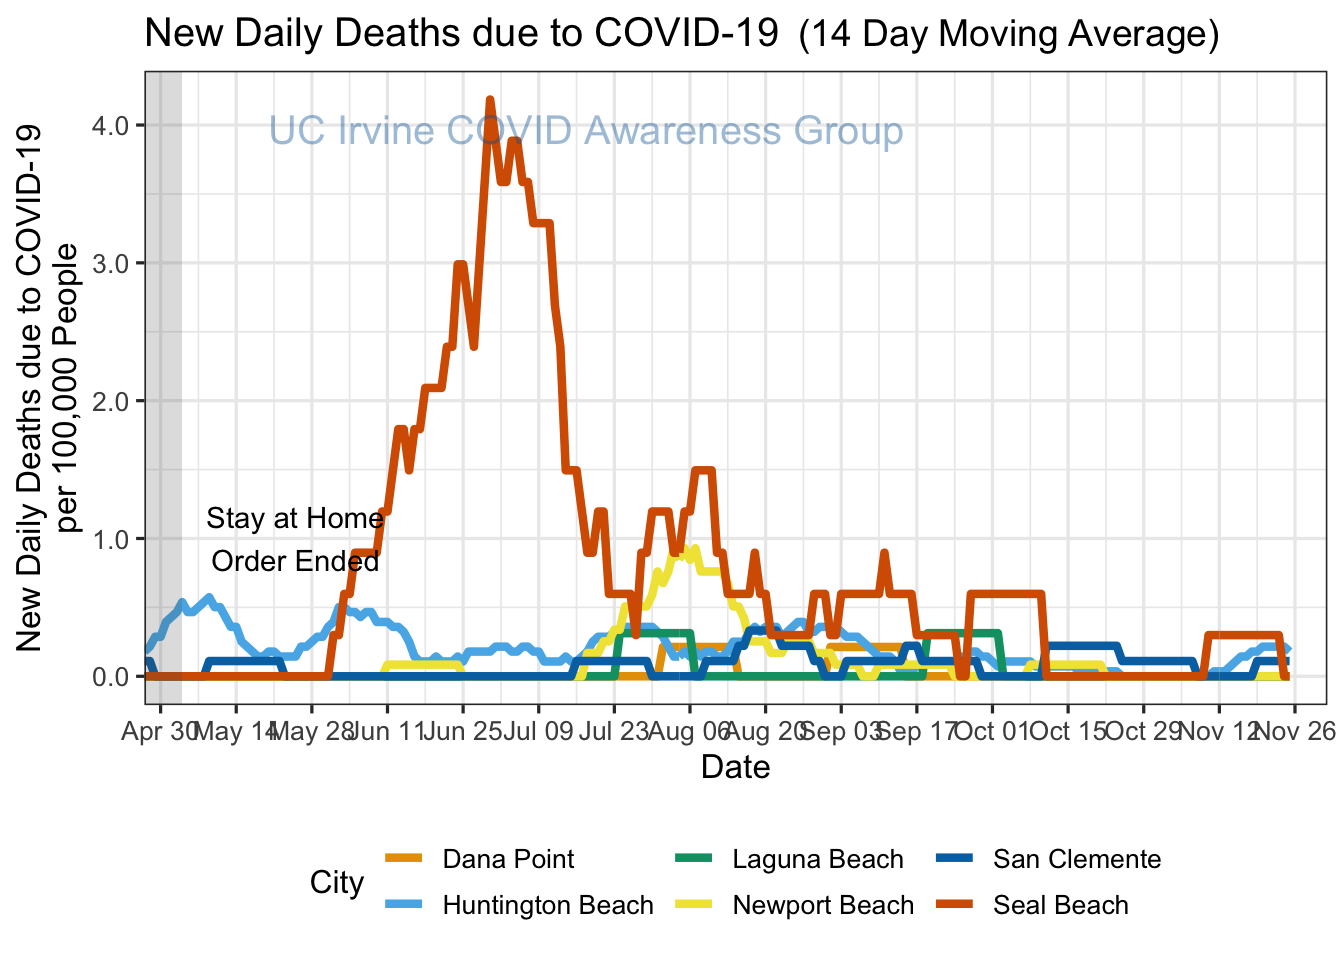 New Daily Deaths due to COVID-19 (14 Day Moving Average)
UC Irvine COVID Awareness Group
New Daily Deaths due to COVID-19
per 100,000 People
4.0
3.0
2.0
1.0
0.0
Stay at Home
Order Ended
Apr 30 May 14 May 28 Jun 11 Jun 25 Jul 09 Jul 23 Aug 06 Aug 20 Sep 03 Sep 17 Oct 01 Oct 15 Oct 29 Nov 12 Nov 26
Date
City
Dana Point Laguna Beach San Clemente
Huntington Beach Newport Beach Seal Beach